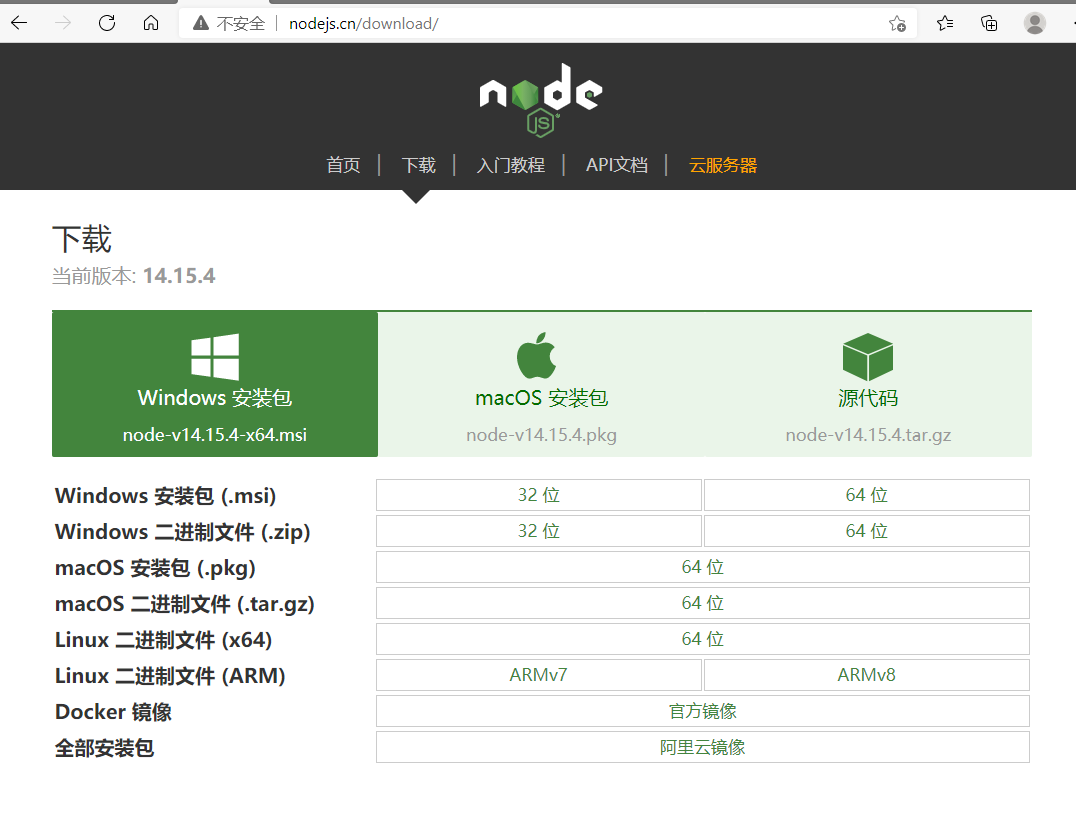 不安全 nodejs.cn/download/
node
JS
首页 | 下载 | 入门教程 | API文档 | 云服务器
下载
当前版本: 14.15.4
Windows 安装包 macOS 安装包 源代码
node-v14.15.4-x64.msi node-v14.15.4.pkg node-v14.15.4.tar.gz
Windows 安装包 (.msi) 32 位 64 位
Windows 二进制文件 (.zip) 32 位 64 位
macOS 安装包 (.pkg) 64 位
macOS 二进制文件 (.tar.gz) 64 位
Linux 二进制文件 (x64) 64 位
Linux 二进制文件 (ARM) ARMv7 ARMv8
Docker 镜像 官方镜像
全部安装包 阿里云镜像